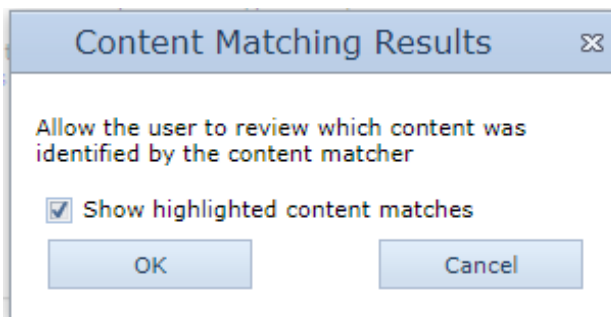 Content Matching Results
Allow the user to review which content was
identified by the content matcher
Show highlighted content matches
OK
Cancel